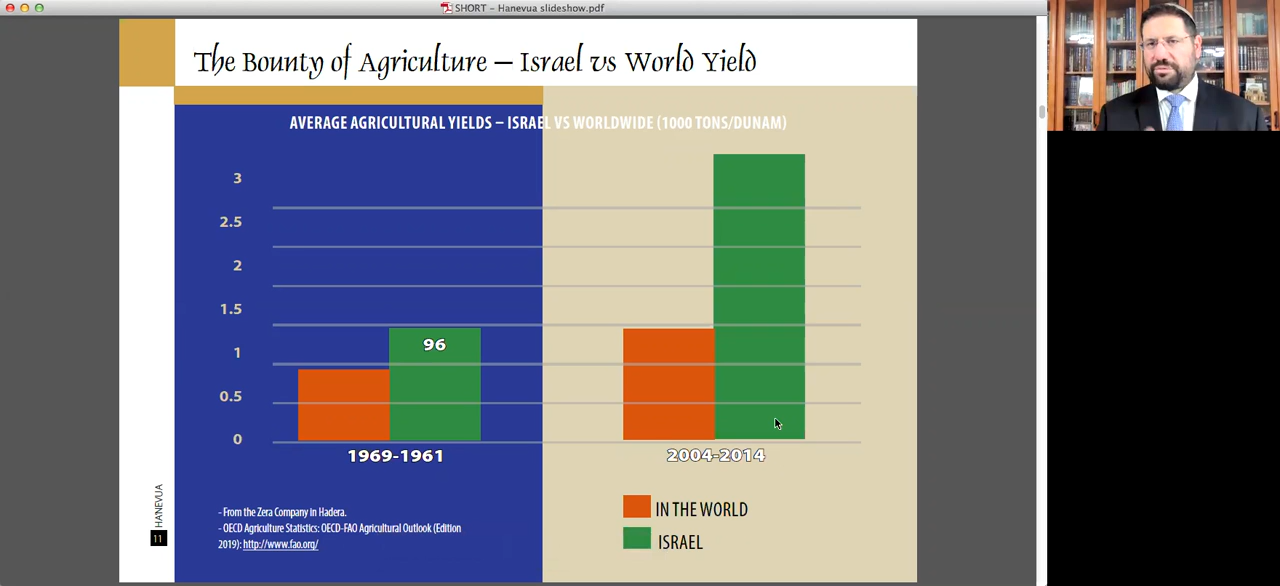 SHORT - Hanevua slideshow.pdf
The Bounty of Agriculture – Israel vs World Yield
AVERAGE AGRICULTURAL YIELDS – ISRAEL VS WORLDWIDE (1000 TONS/DUNAM)
3
2.5
2
1.5
1
0.5
0
96
1969-1961
2004-2014
IN THE WORLD
ISRAEL
- From the Zera Company in Hadera.
- OECD Agriculture Statistics: OECD-FAO Agricultural Outlook (Edition
2019): http://www.fao.org/
HANEVUA
11